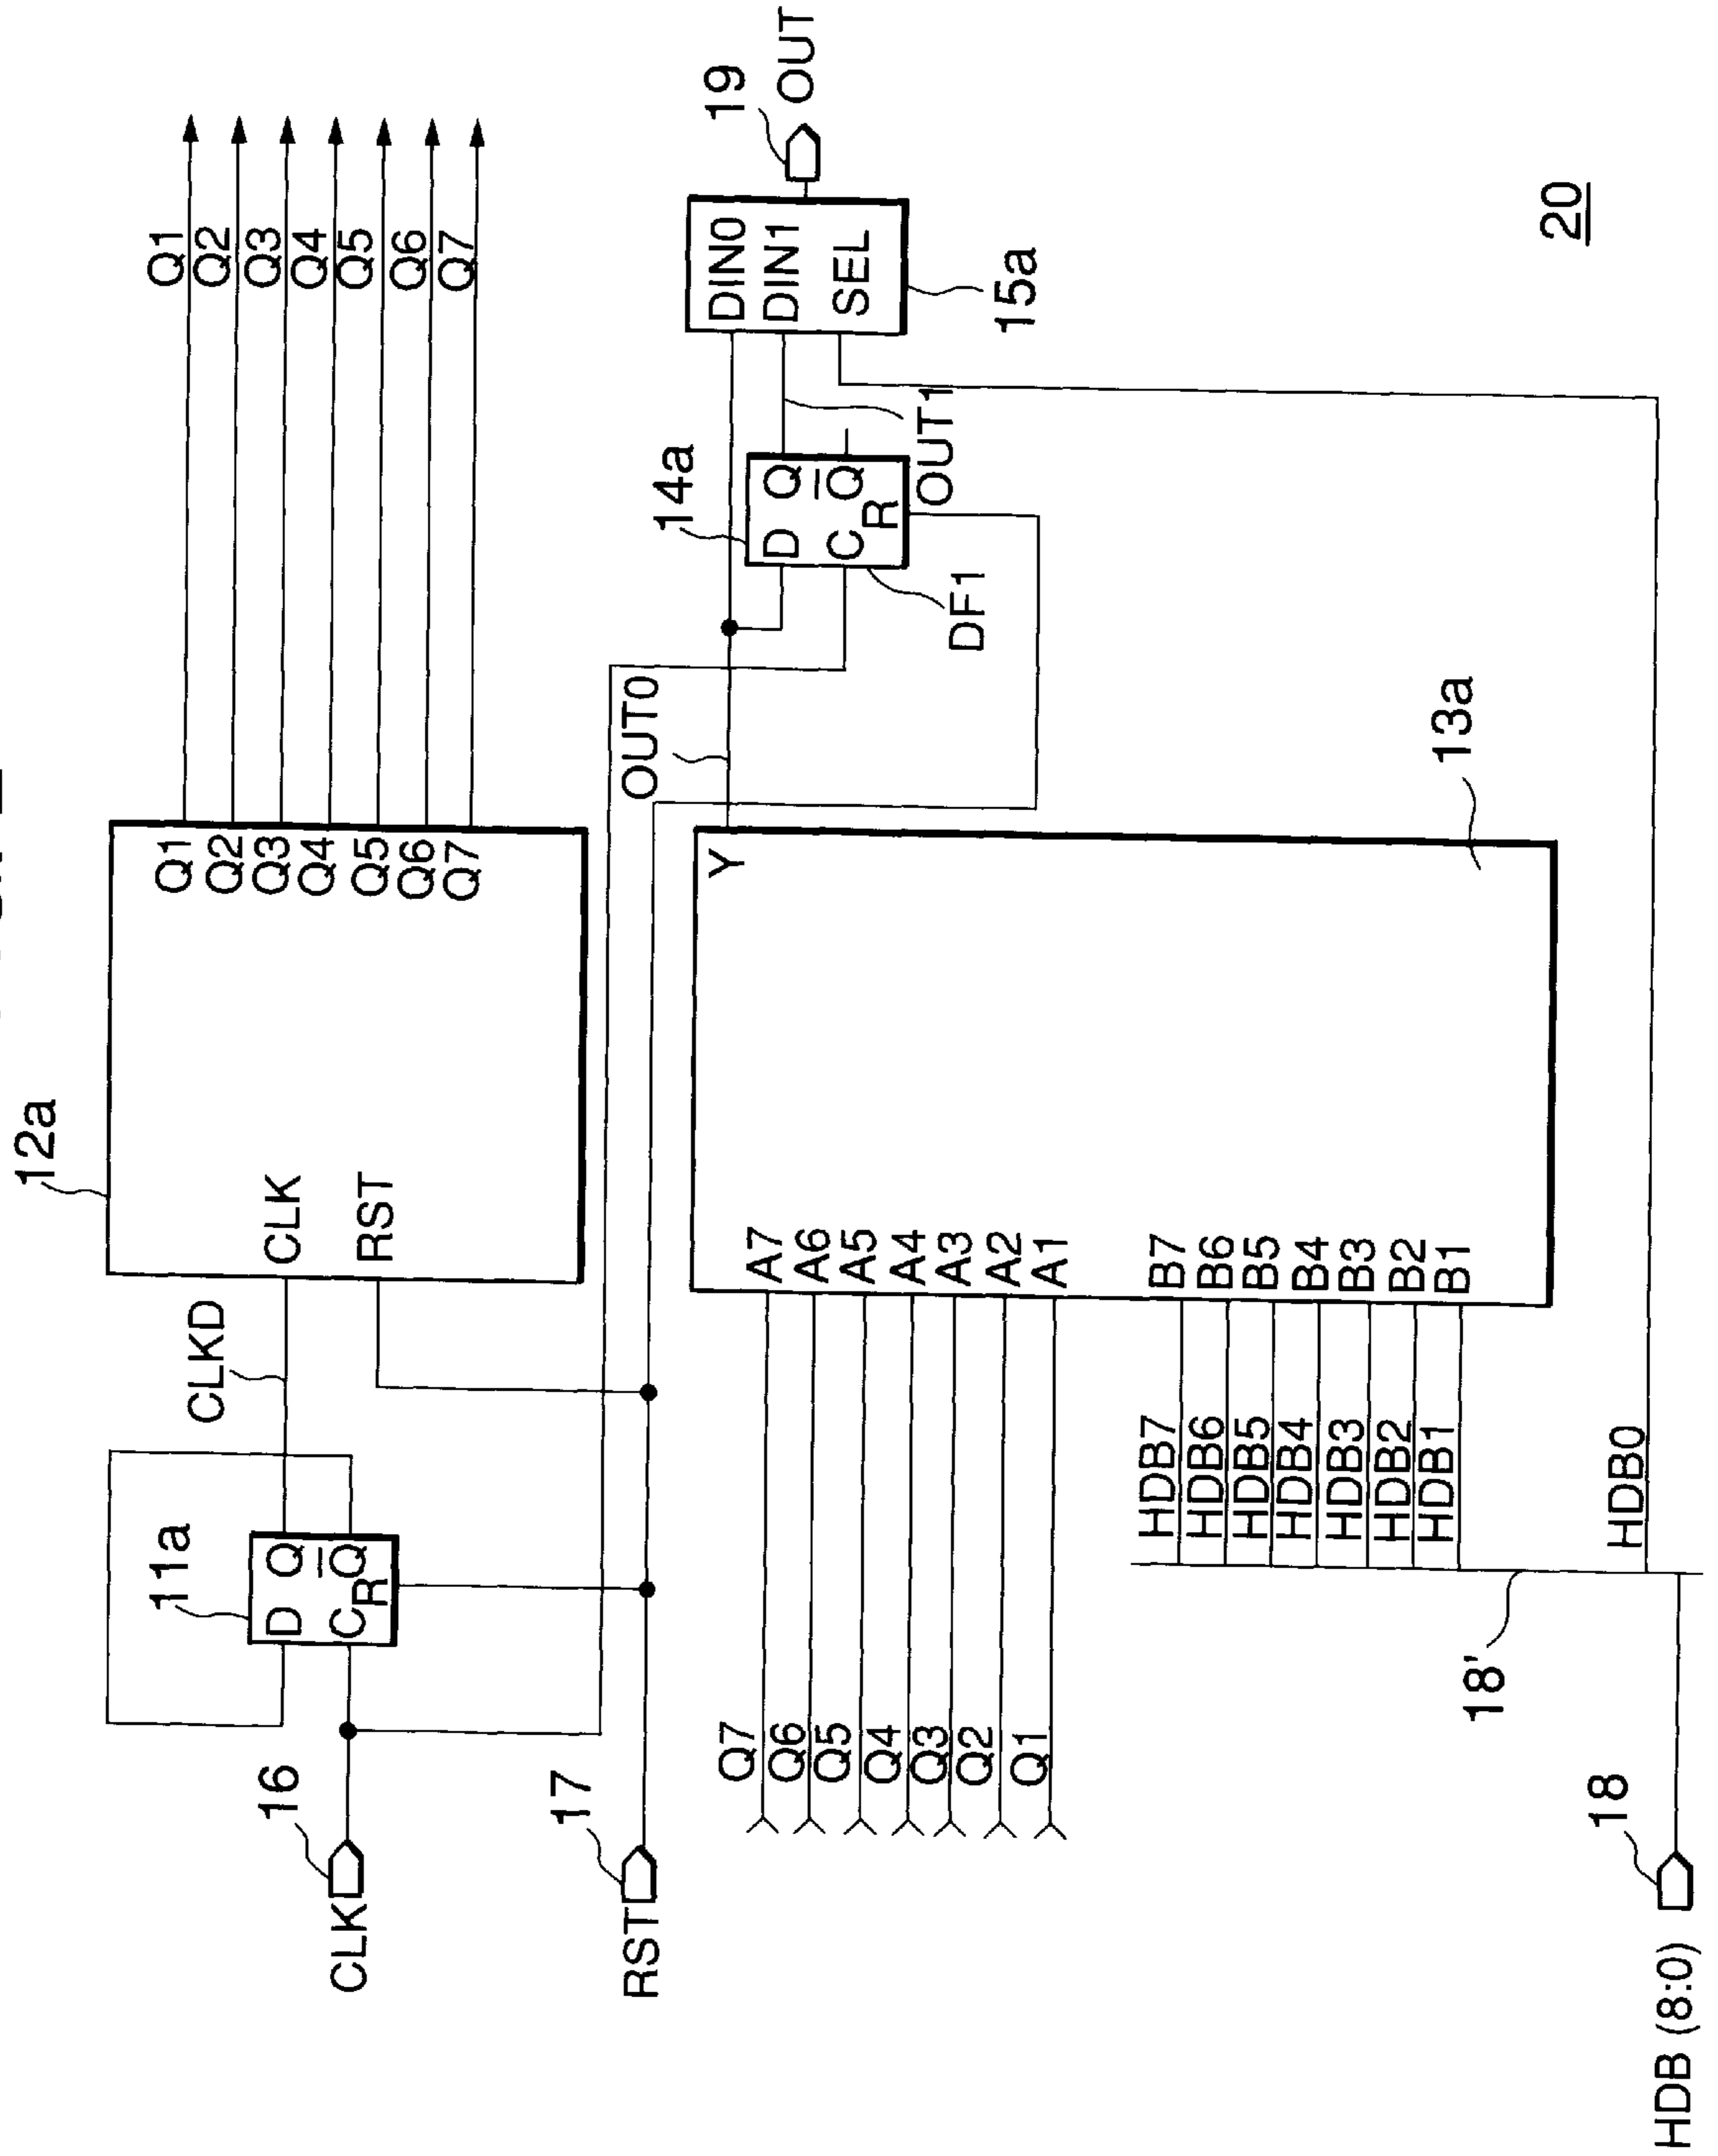 12a
Q1
Q2
Q3
Q4
Q5
Q6
Q7
Q1
Q2
Q3
Q4
Q5
Q6
Q7
CLK
RST
CLKD
11a
D Q
C Q
R
16
CLK
17
RST
OUT0
14a
D Q
C Q
R
DF1
OUT1
DIN0
DIN1
SEL
15a
19
OUT
Y
13a
Q7
Q6
Q5
Q4
Q3
Q2
Q1
A7
A6
A5
A4
A3
A2
A1
HDB7
HDB6
HDB5
HDB4
HDB3
HDB2
HDB1
B7
B6
B5
B4
B3
B2
B1
HDB0
18'
18
HDB (8:0)
20